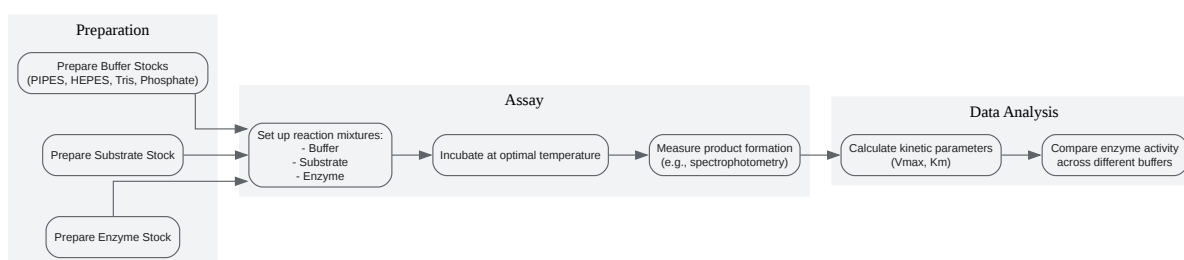 Preparation
Prepare Buffer Stocks
(PIPES, HEPES, Tris, Phosphate)
Prepare Substrate Stock
Prepare Enzyme Stock
Assay
Set up reaction mixtures:
- Buffer
- Substrate
- Enzyme
Incubate at optimal temperature
Measure product formation
(e.g., spectrophotometry)
Data Analysis
Calculate kinetic parameters
(Vmax, Km)
Compare enzyme activity
across different buffers